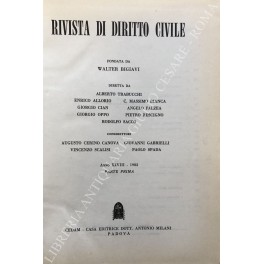 RIVISTA DI DIRITTO CIVILE
FONDATA DA
WALTER BIGIAVI
DIRETTA DA
ALBERTO TRABUCCHI
ENRICO ALLORIO C. MASSIMO BIANCA
GIORGIO CIAN ANGELO FALZEA
GIORGIO OPPO PIETRO RESCIGNO
RODOLFO SACCO
CONDIRETTORI
AUGUSTO CERINO CANOVA GIOVANNI GABRIELLI
VINCENZO SCALISI PAOLO SPADA
PARTE PRIMA
CEDAM - CASA EDITRICE DOTT. ANTONIO MILANI
PADOVA